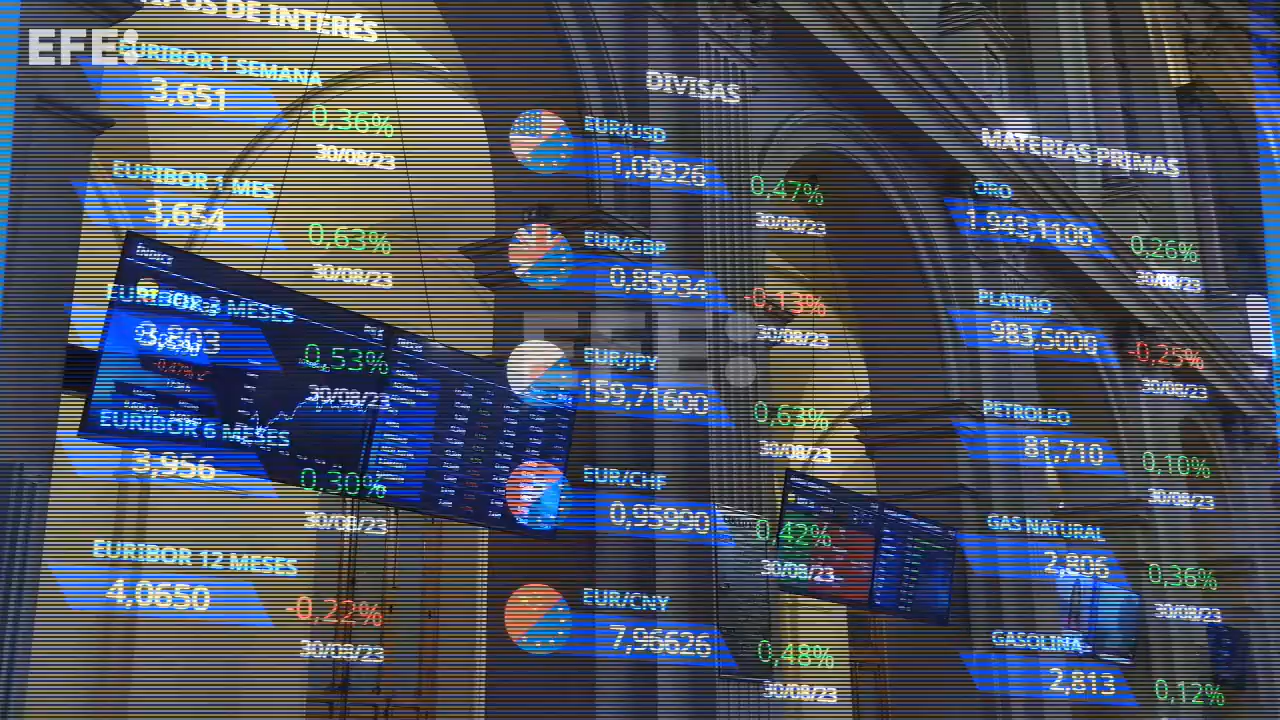 EFE:
TIPOS DE INTERÉS
EURIBOR 1 SEMANA
3,651
0,36%
30/08/23
EURIBOR 1 MES
3,654
0,63%
30/08/23
EURIBOR 3 MESES
3,803
0,53%
30/08/23
EURIBOR 6 MESES
3,956
0,30%
30/08/23
EURIBOR 12 MESES
4,0650
-0,22%
30/08/23
DIVISAS
EUR/USD
1,09326
0,47%
30/08/23
EUR/GBP
0,85934
-0,13%
30/08/23
EFE:
EUR/JPY
159,71600
0,63%
30/08/23
EUR/CHF
0,95990
0,42%
30/08/23
EUR/CNY
7,96626
0,48%
30/08/23
MATERIAS PRIMAS
ORO
1.943,1100
0,26%
30/08/23
PLATINO
983,5000
-0,25%
30/08/23
PETROLEO
81,710
0,10%
30/08/23
GAS NATURAL
2,806
0,36%
30/08/23
GASOLINA
2,813
0,12%
30/08/23